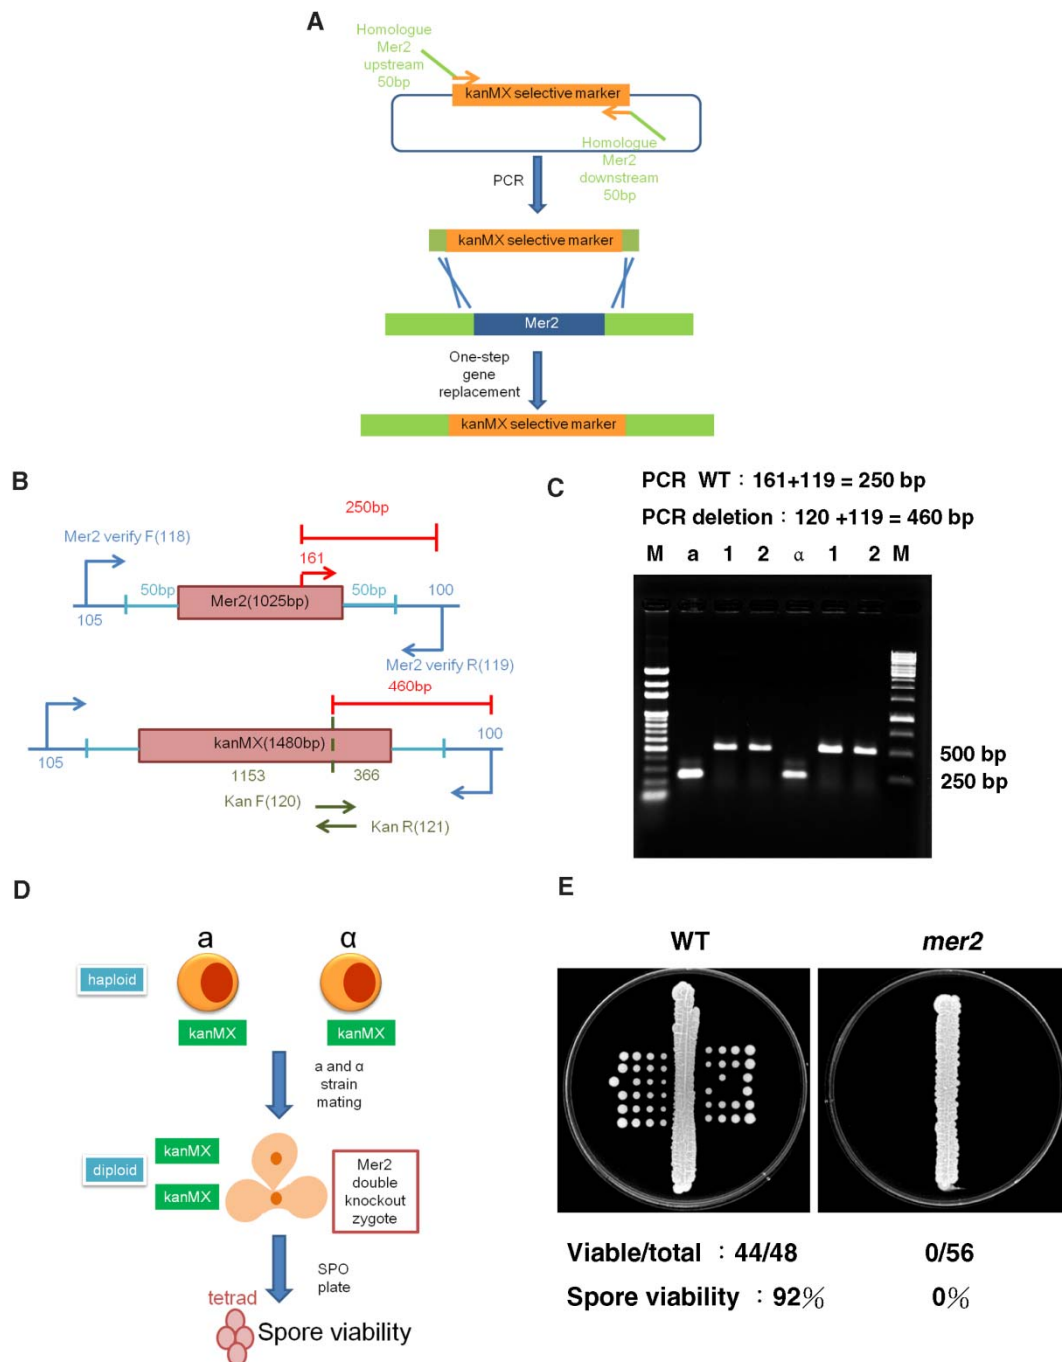 A
Homologue
Mer2
upstream
50bp
kanMX selective marker
Homologue
Mer2
downstream
50bp
PCR
kanMX selective marker
Mer2
One-step
gene
replacement
kanMX selective marker
B
250bp
Mer2 verify F(118)
161
50bp
Mer2(1025bp)
50bp
100
105
Mer2 verify R(119)
460bp
kanMX(1480bp)
100
105
1153
366
Kan F(120)
Kan R(121)
C
PCR WT : 161+119 = 250 bp
PCR deletion : 120 +119 = 460 bp
M a 1 2 α 1 2 M
500 bp
250 bp
D
a α
haploid
kanMX kanMX
a and α
strain
mating
diploid
kanMX
kanMX
Mer2
double
knockout
zygote
SPO
plate
tetrad
Spore viability
E
WT mer2
Viable/total : 44/48 0/56
Spore viability : 92% 0%